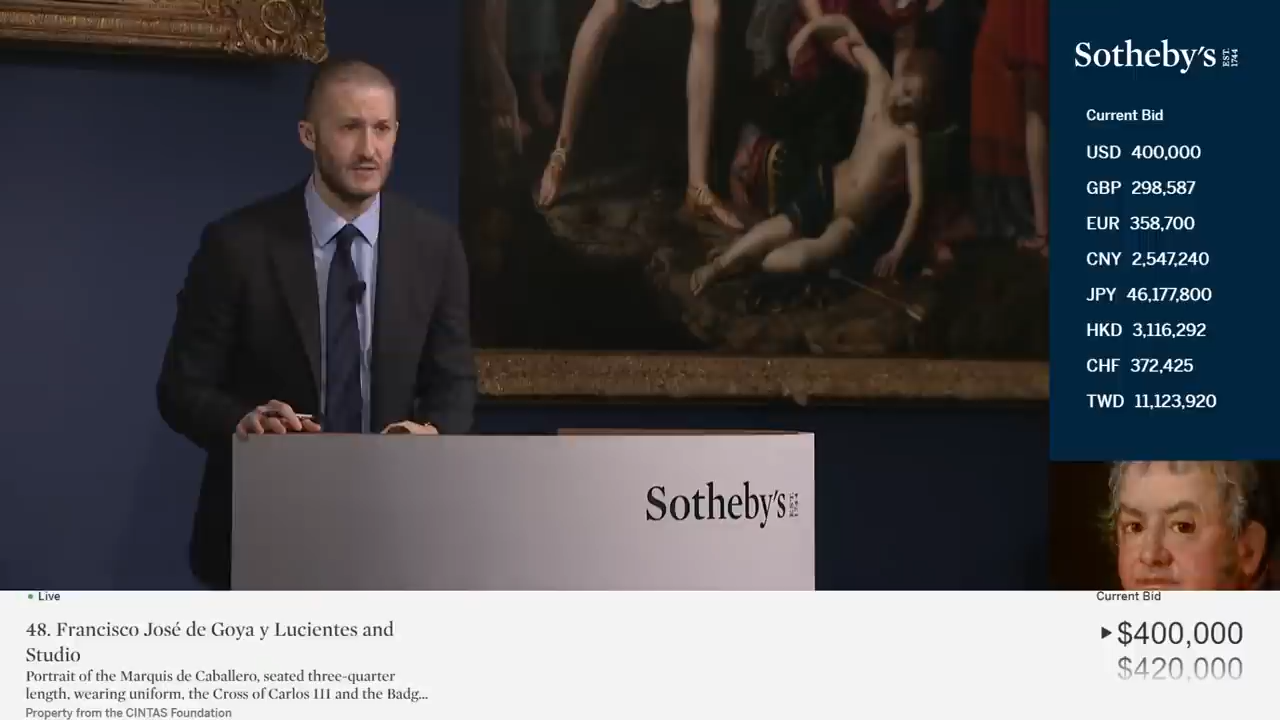 Sotheby's EST. 1744
Current Bid
USD 400,000
GBP 298,587
EUR 358,700
CNY 2,547,240
JPY 46,177,800
HKD 3,116,292
CHF 372,425
TWD 11,123,920
Sotheby's EST. 1744
• Live
48. Francisco José de Goya y Lucientes and
Studio
Portrait of the Marquis de Caballero, seated three-quarter
length, wearing uniform, the Cross of Carlos III and the Badg...
Property from the CINTAS Foundation
Current Bid
▸$400,000
$420,000